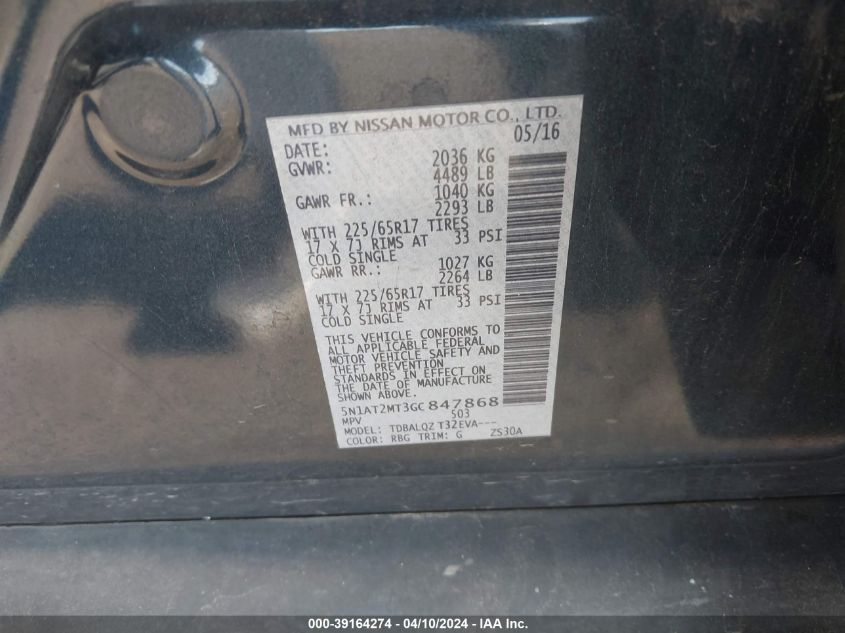 MFD BY NISSAN MOTOR CO., LTD.
DATE: 05/16
GVWR: 2036 KG
4489 LB
GAWR FR.: 1040 KG
2293 LB
WITH 225/65R17 TIRES
17 X 7J RIMS AT 33 PSI
COLD SINGLE
GAWR RR.: 1027 KG
2264 LB
WITH 225/65R17 TIRES
17 X 7J RIMS AT 33 PSI
COLD SINGLE
THIS VEHICLE CONFORMS TO
ALL APPLICABLE FEDERAL
MOTOR VEHICLE SAFETY AND
THEFT PREVENTION
STANDARDS IN EFFECT ON
THE DATE OF MANUFACTURE
SHOWN ABOVE.
5N1AT2MT3GC847868
MPV 503
MODEL: TDBALQZ T32EVA---
COLOR: RBG TRIM: G ZS30A
000-39164274 - 04/10/2024 - IAA Inc.